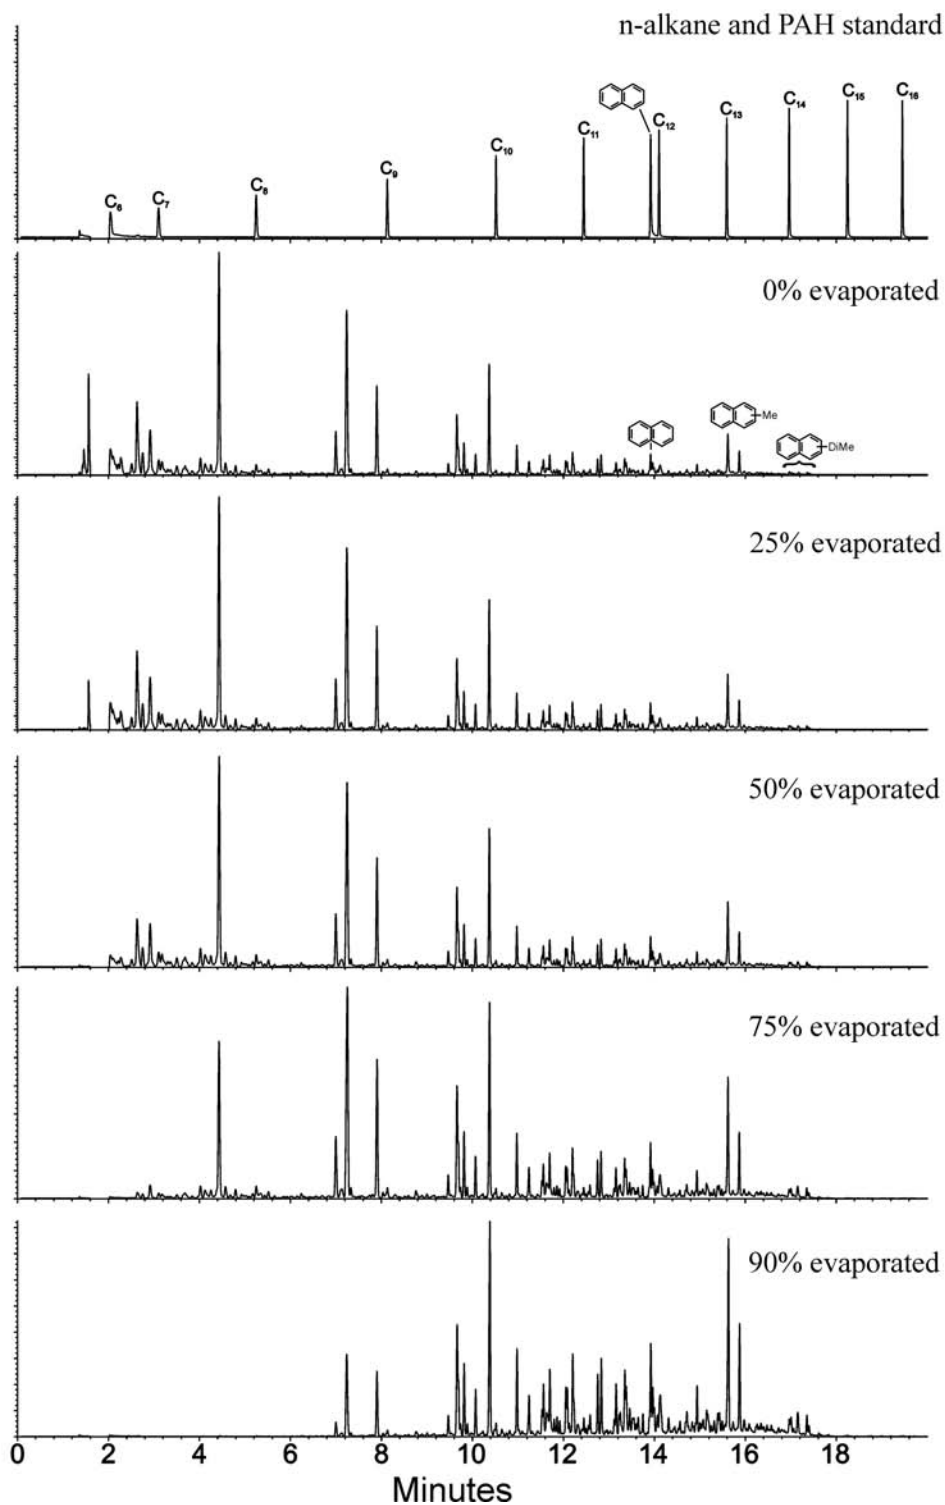 n-alkane and PAH standard
C₆ C₇ C₈ C₉ C₁₀ C₁₁ C₁₂ C₁₃ C₁₄ C₁₅ C₁₆
0% evaporated
Me
DiMe
25% evaporated
50% evaporated
75% evaporated
90% evaporated
0 2 4 6 8 10 12 14 16 18
Minutes